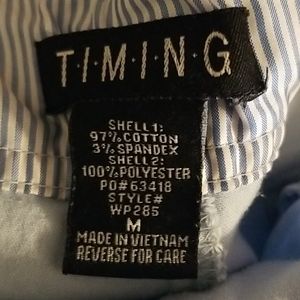 T·I·M·I·N·G
SHELL1:
97%COTTON
3%SPANDEX
SHELL2:
100%POLYESTER
PO#63418
STYLE#
WP285
M
MADE IN VIETNAM
REVERSE FOR CARE